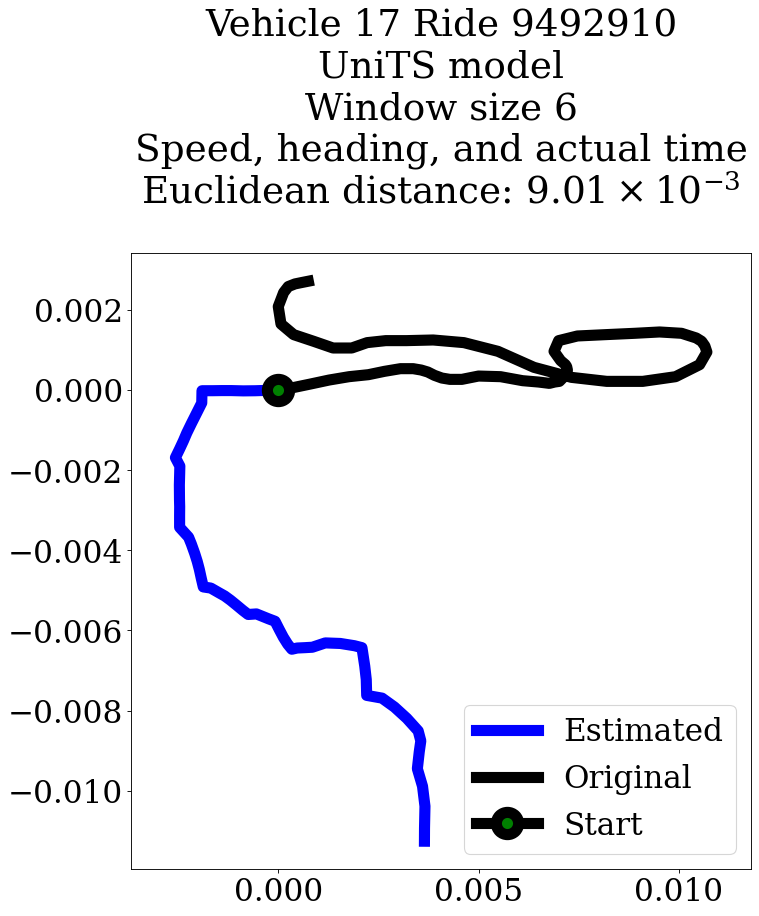 Vehicle 17 Ride 9492910
UniTS model
Window size 6
Speed, heading, and actual time
Euclidean distance: 9.01 × 10⁻³
0.002
0.000
−0.002
−0.004
−0.006
−0.008
−0.010
Estimated
Original
Start
0.000 0.005 0.010